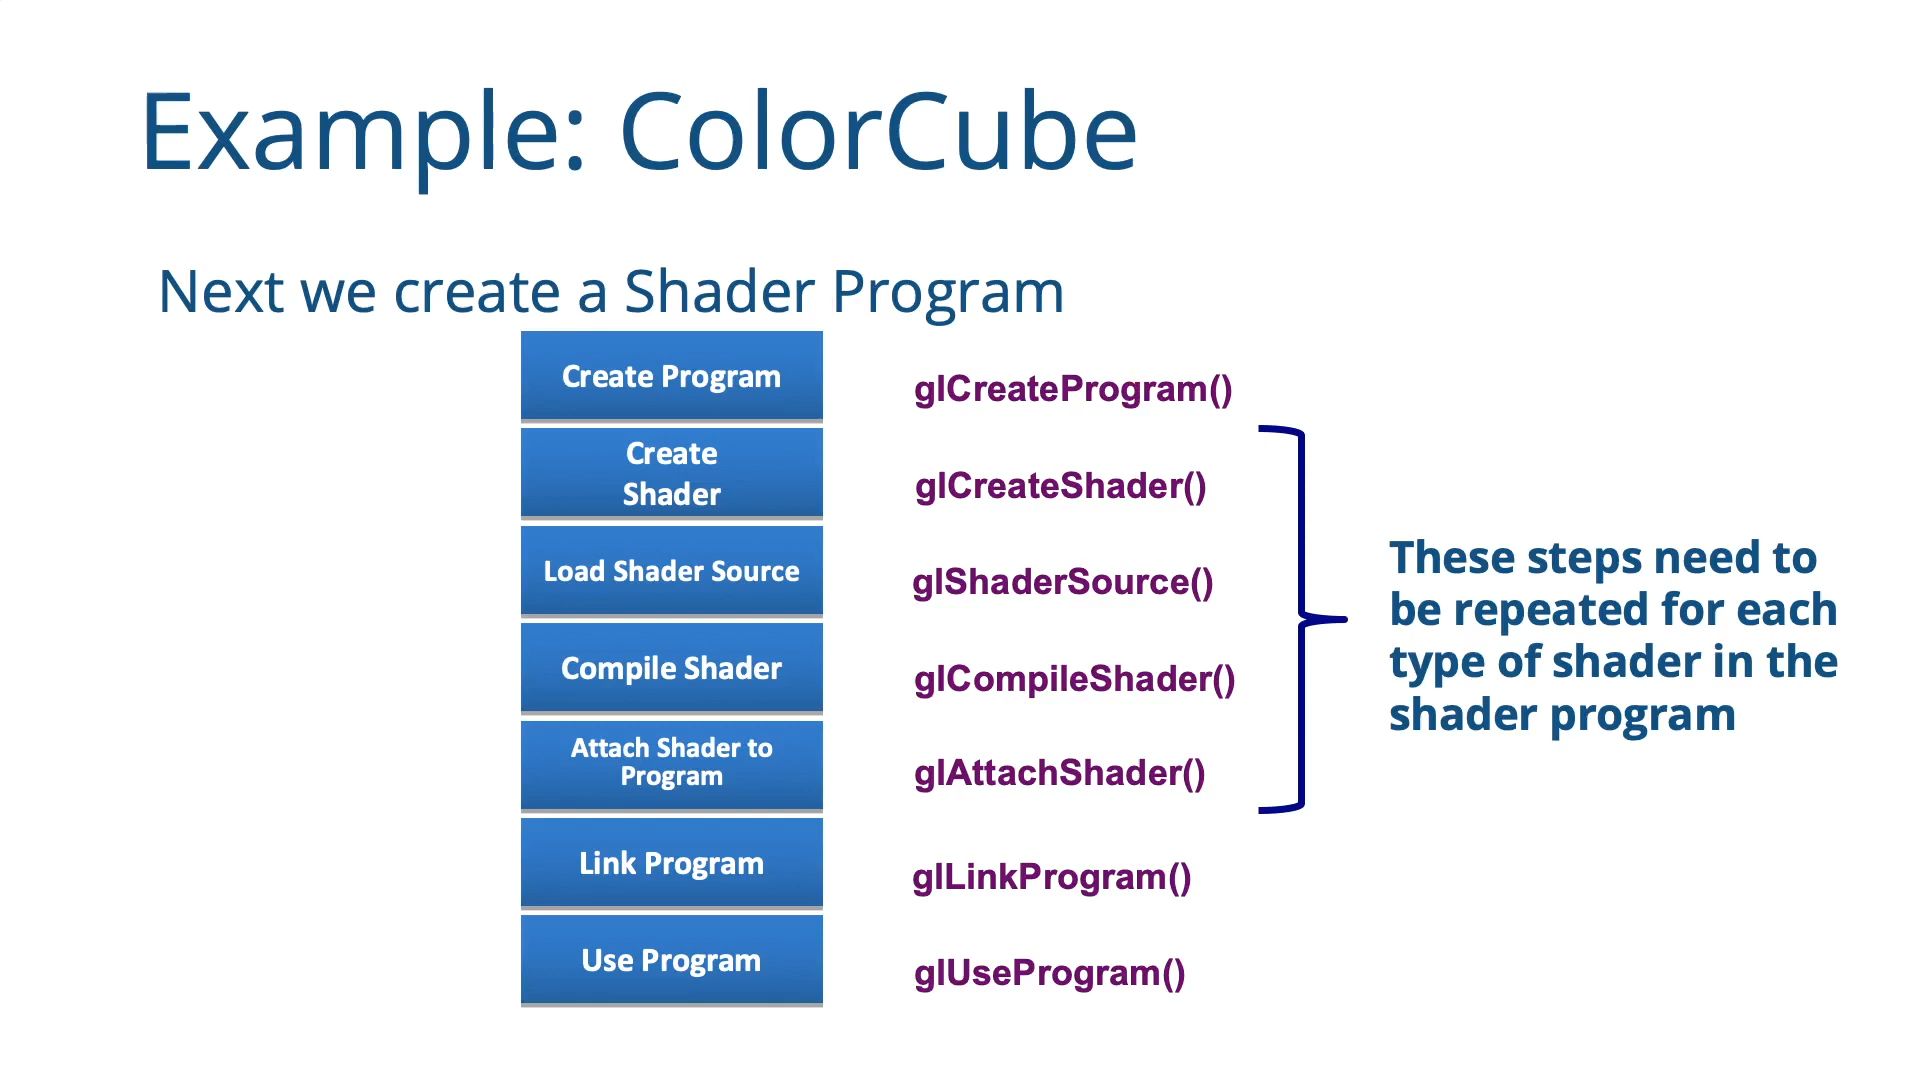 Example: ColorCube
Next we create a Shader Program
Create Program
glCreateProgram()
Create
Shader
glCreateShader()
Load Shader Source
glShaderSource()
Compile Shader
glCompileShader()
Attach Shader to
Program
glAttachShader()
Link Program
glLinkProgram()
Use Program
glUseProgram()
These steps need to
be repeated for each
type of shader in the
shader program